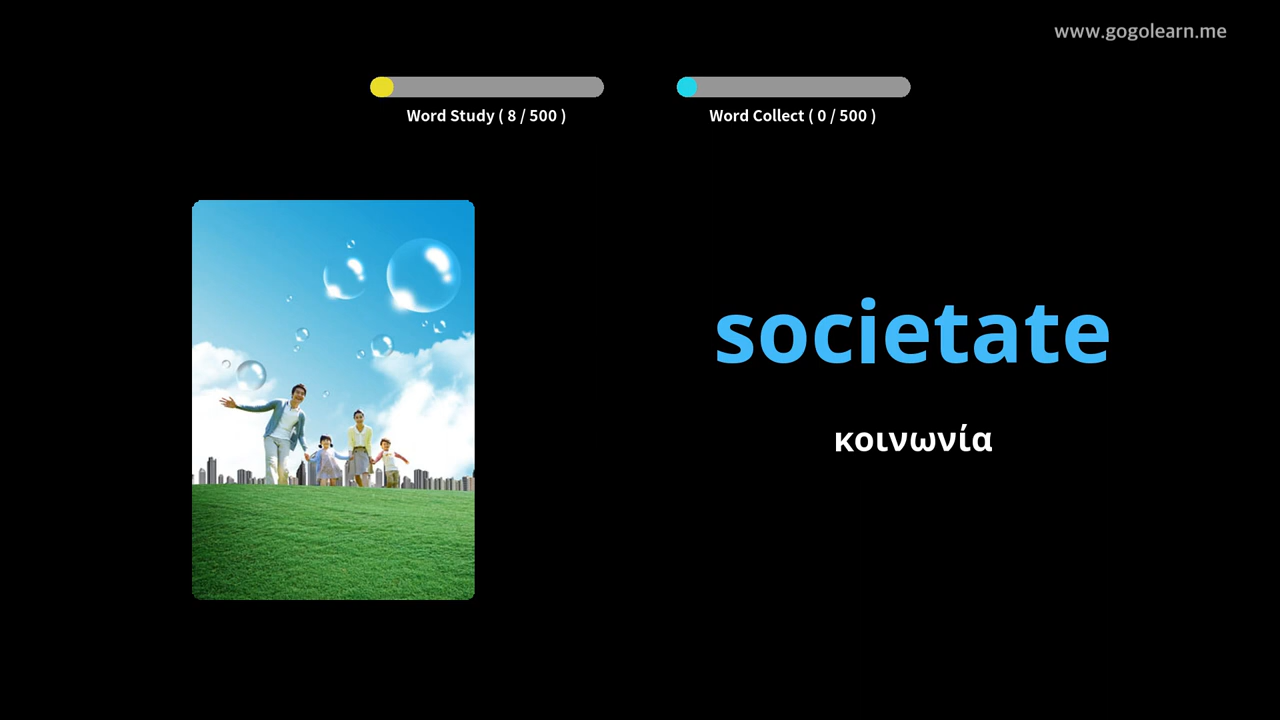 www.gogolearn.me
Word Study ( 8 / 500 )
Word Collect ( 0 / 500 )
societate
κοινωνία